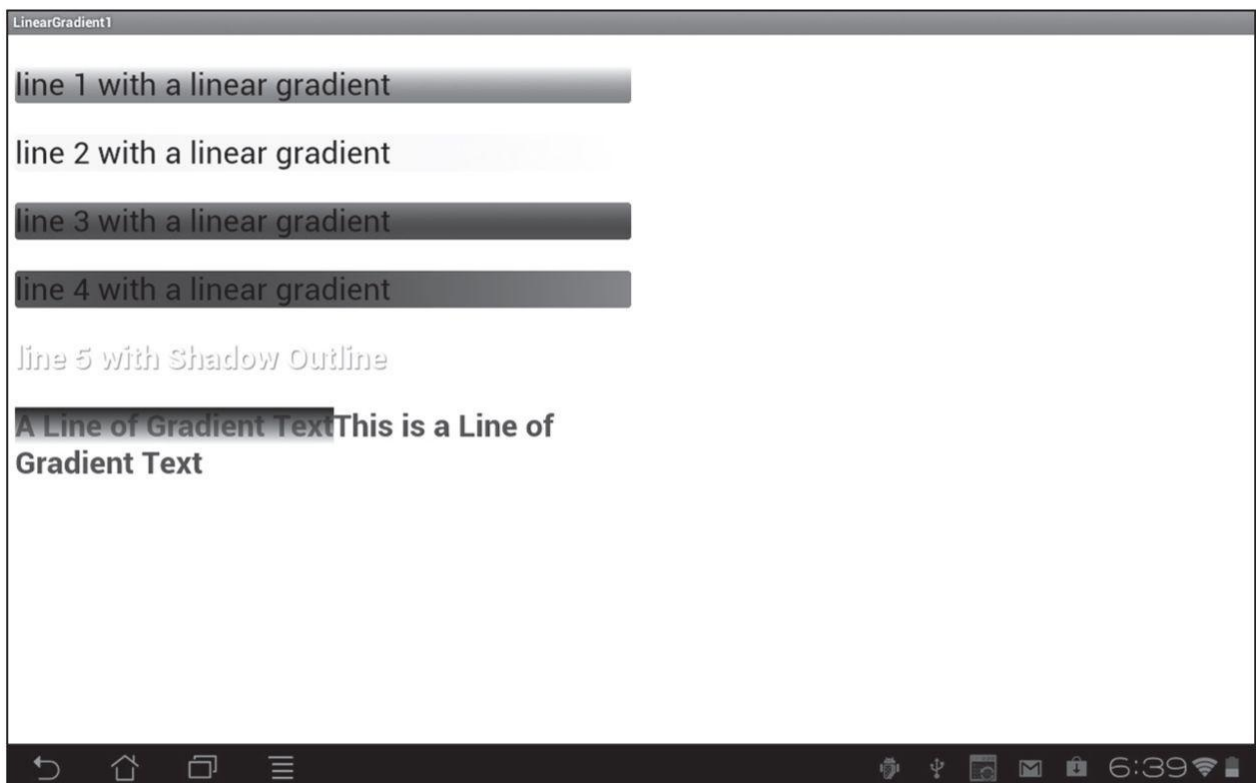 LinearGradient1
line 1 with a linear gradient
line 2 with a linear gradient
line 3 with a linear gradient
line 4 with a linear gradient
line 5 with Shadow Outline
A Line of Gradient TextThis is a Line of
Gradient Text
6:39